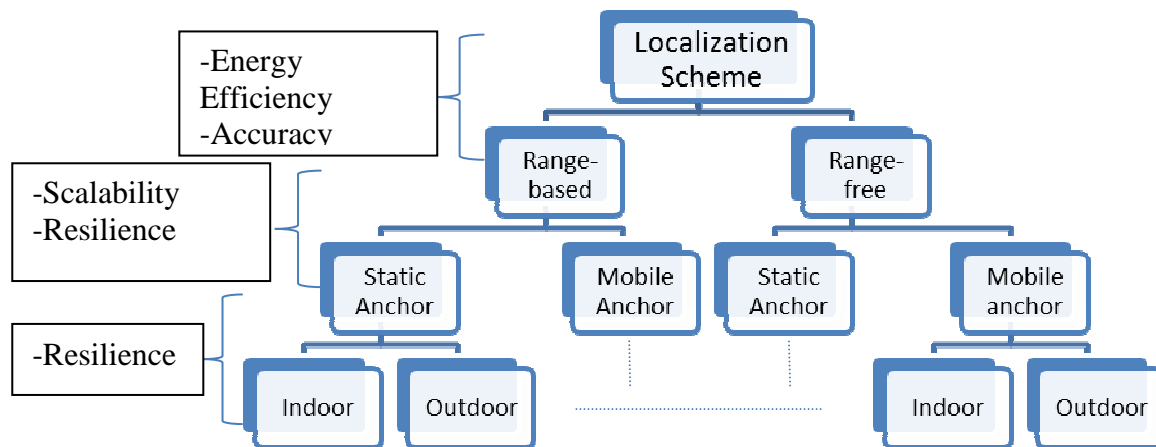 Localization
Scheme
-Energy
Efficiency
-Accuracy
Range-
based
Range-
free
-Scalability
-Resilience
Static
Anchor
Mobile
Anchor
Static
Anchor
Mobile
anchor
-Resilience
Indoor
Outdoor
Indoor
Outdoor